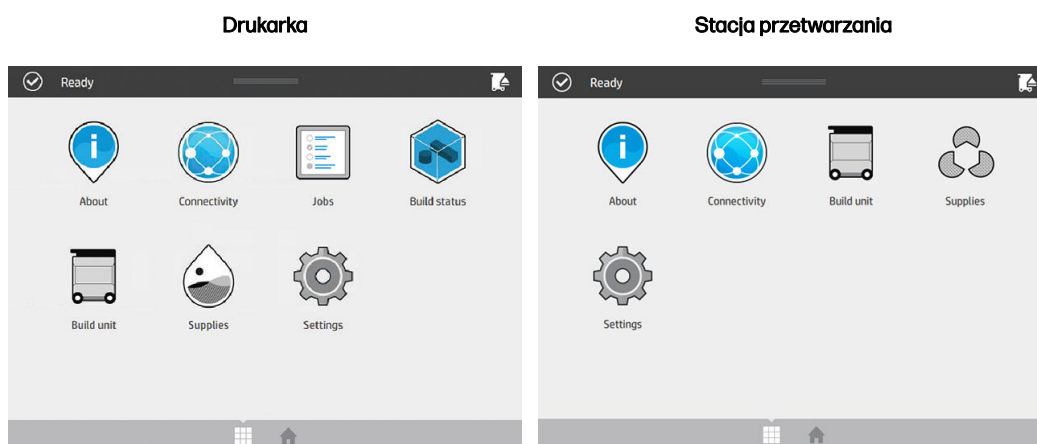 Drukarka
Ready
About
Connectivity
Jobs
Build status
Build unit
Supplies
Settings
Stacja przetwarzania
Ready
About
Connectivity
Build unit
Supplies
Settings